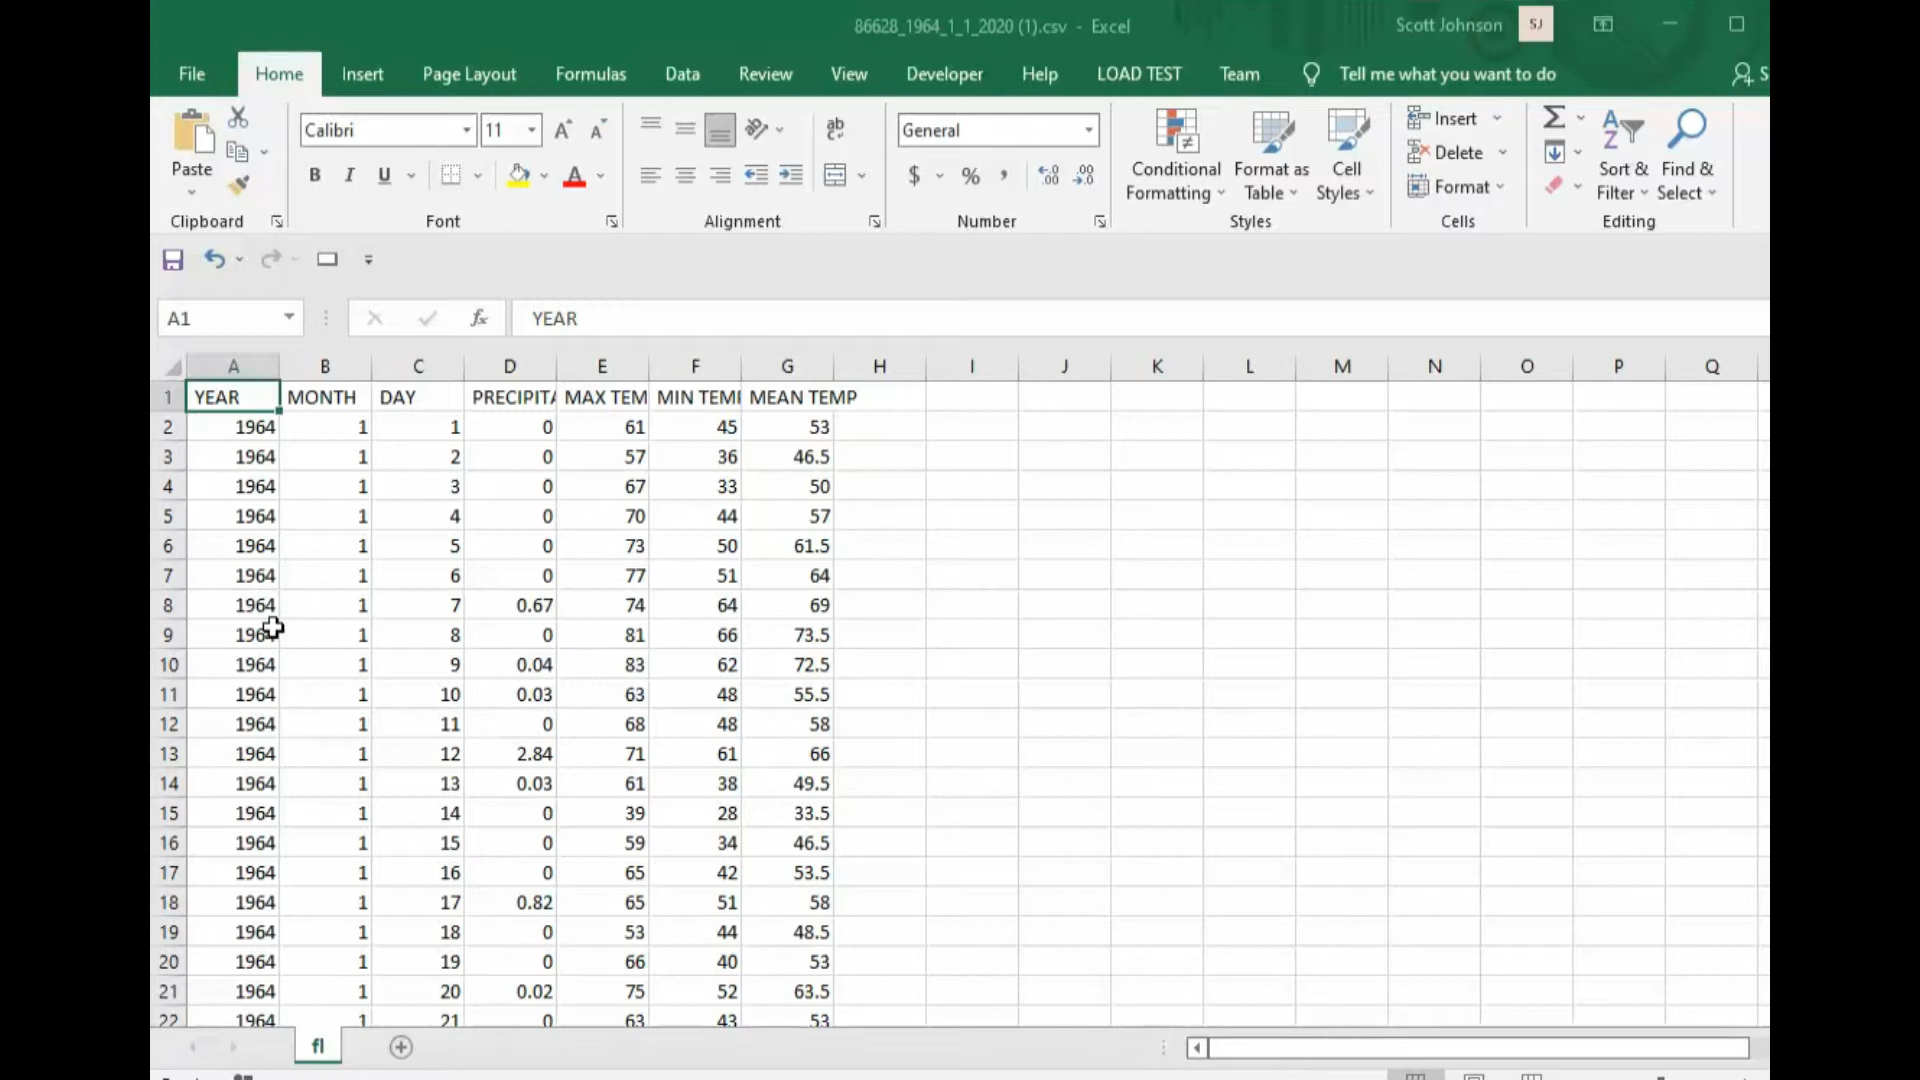 86628_1964_1_1_2020 (1).csv - Excel
Scott Johnson SJ
File Home Insert Page Layout Formulas Data Review View Developer Help LOAD TEST Team Tell me what you want to do S
Paste
Clipboard
Calibri 11
B I U A
Font
ab
Alignment
General
$ % , .00 .00
Number
Conditional Formatting
Format as Table
Cell Styles
Styles
Insert
Delete
Format
Cells
Sort & Filter
Find & Select
Editing
A1 fx YEAR
A B C D E F G H I J K L M N O P Q
1 YEAR MONTH DAY PRECIPITA MAX TEM MIN TEM MEAN TEMP
2 1964 1 1 0 61 45 53
3 1964 1 2 0 57 36 46.5
4 1964 1 3 0 67 33 50
5 1964 1 4 0 70 44 57
6 1964 1 5 0 73 50 61.5
7 1964 1 6 0 77 51 64
8 1964 1 7 0.67 74 64 69
9 1964 1 8 0 81 66 73.5
10 1964 1 9 0.04 83 62 72.5
11 1964 1 10 0.03 63 48 55.5
12 1964 1 11 0 68 48 58
13 1964 1 12 2.84 71 61 66
14 1964 1 13 0.03 61 38 49.5
15 1964 1 14 0 39 28 33.5
16 1964 1 15 0 59 34 46.5
17 1964 1 16 0 65 42 53.5
18 1964 1 17 0.82 65 51 58
19 1964 1 18 0 53 44 48.5
20 1964 1 19 0 66 40 53
21 1964 1 20 0.02 75 52 63.5
22 1964 1 21 0 63 43 53
fl